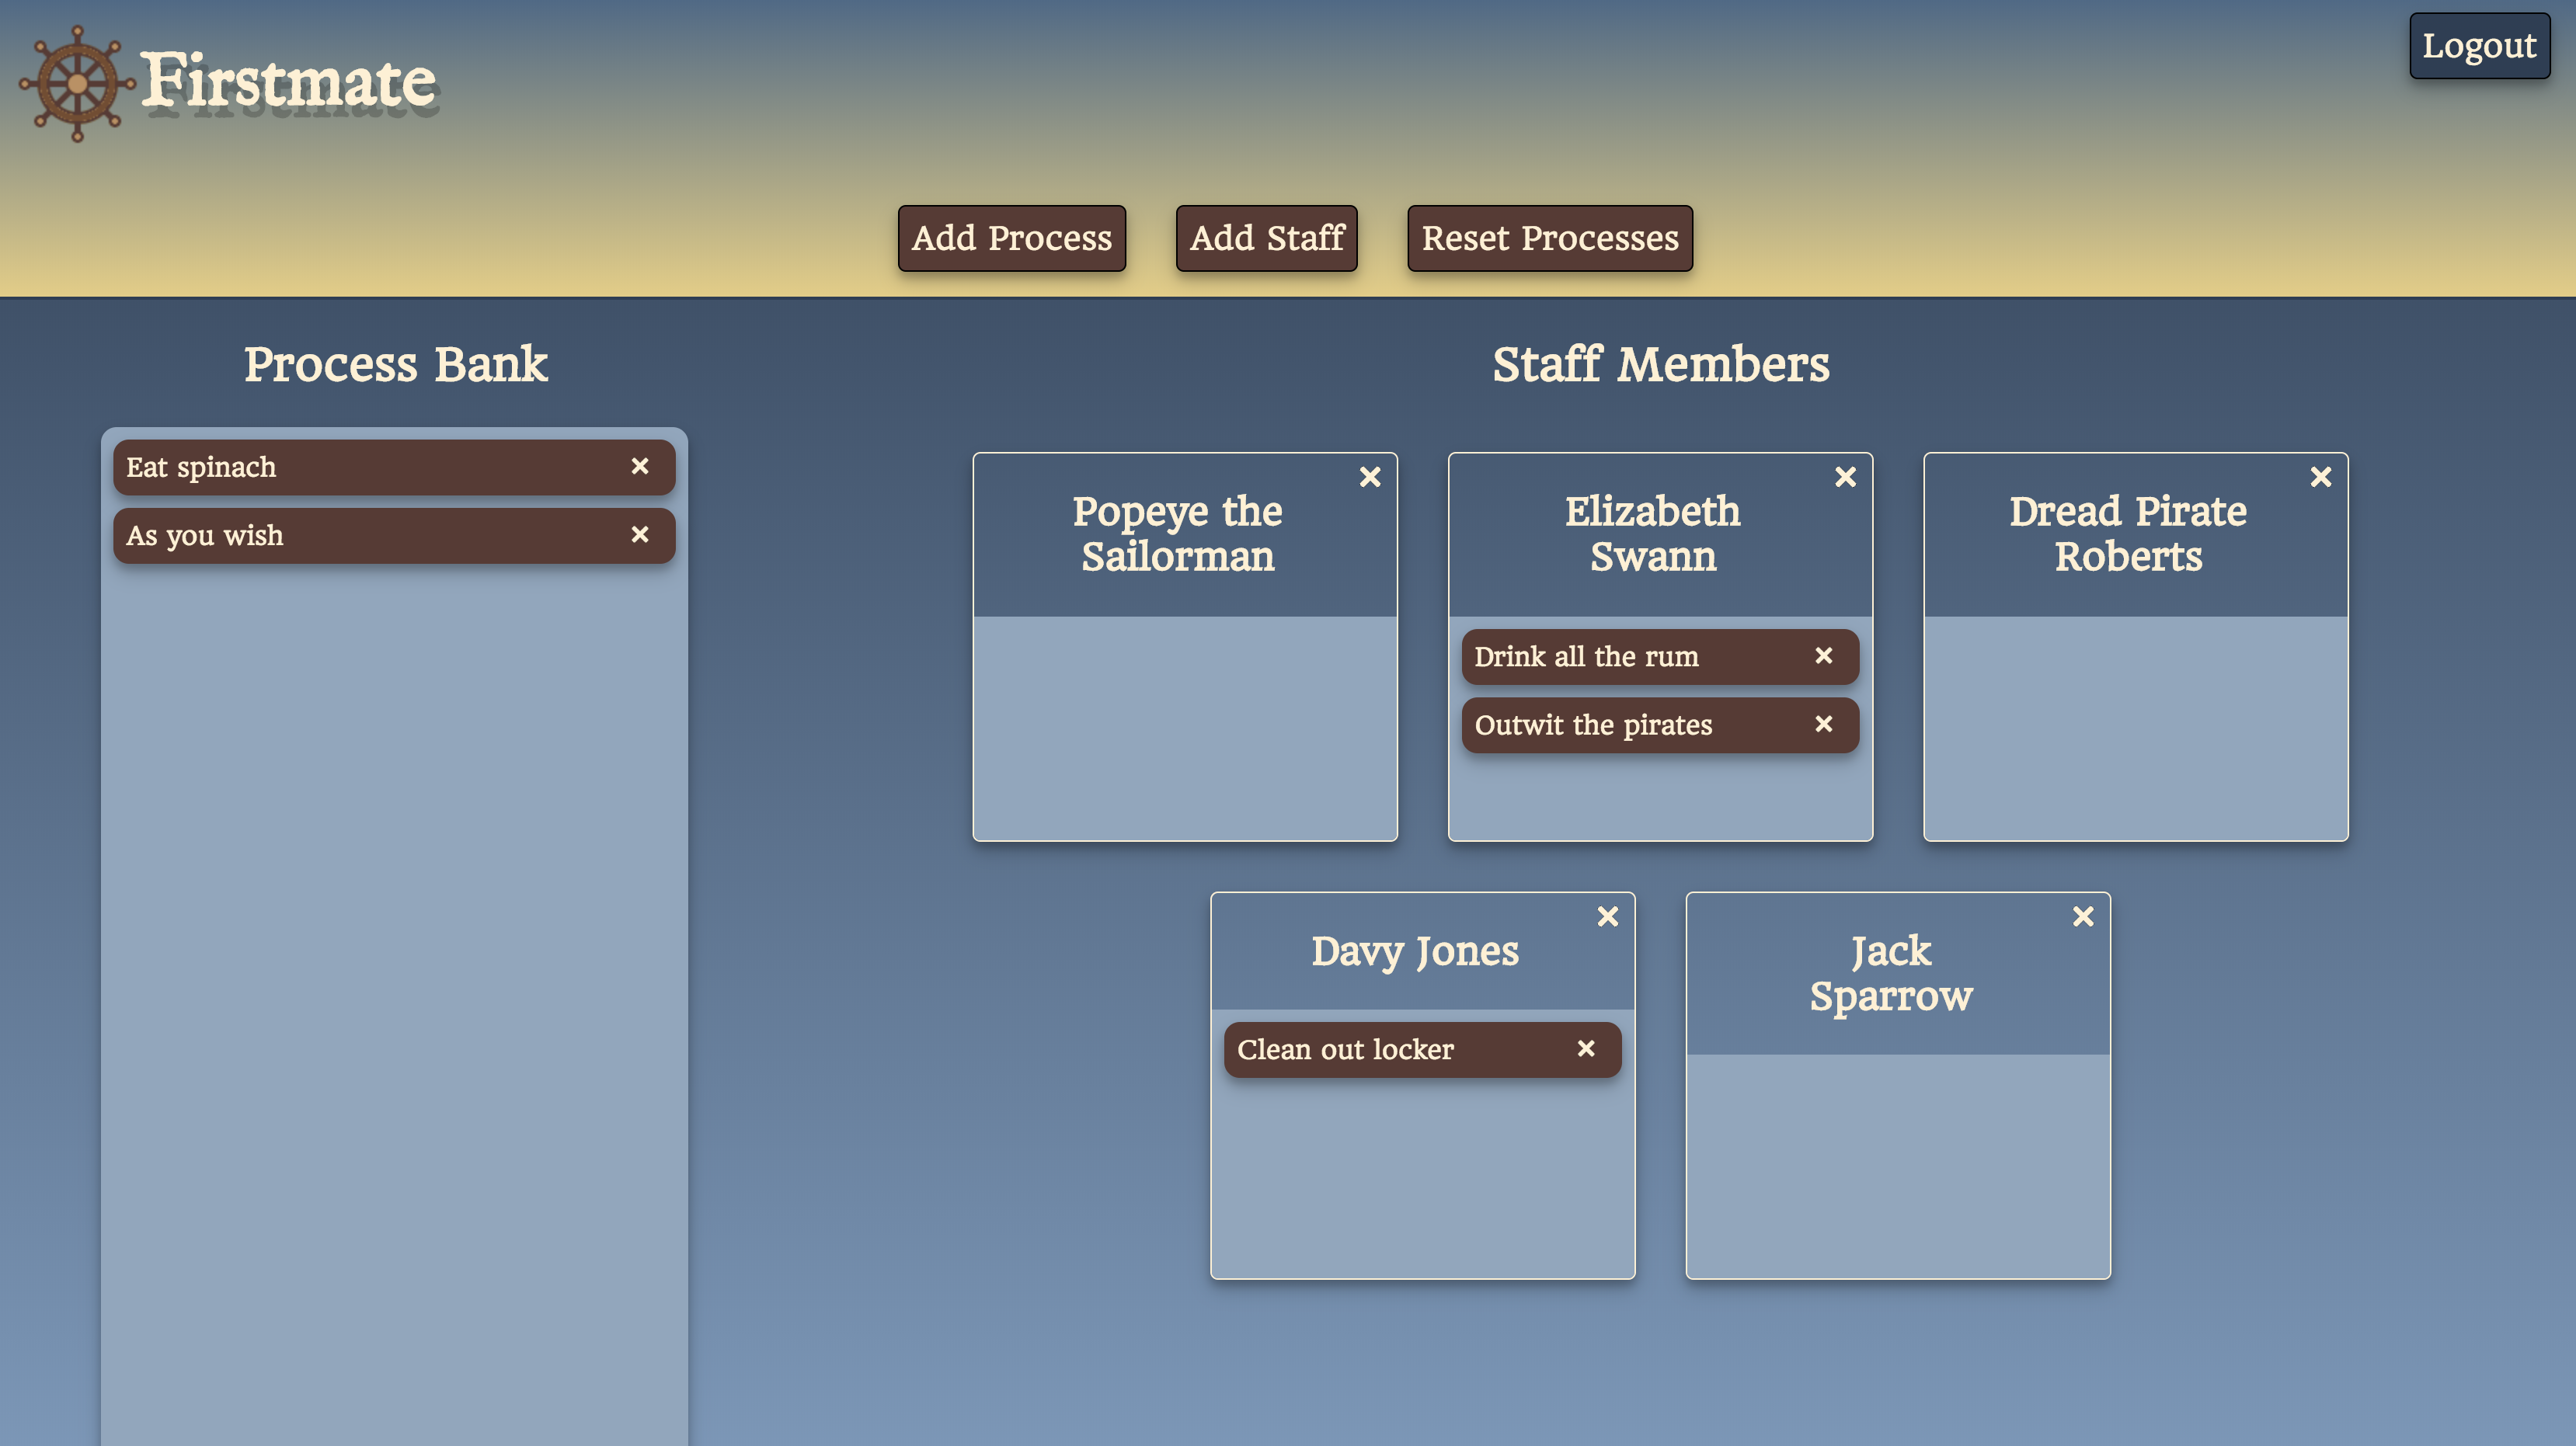 Firstmate
Logout
Add Process
Add Staff
Reset Processes
Process Bank
Eat spinach
As you wish
Staff Members
Popeye the
Sailorman
Elizabeth
Swann
Drink all the rum
Outwit the pirates
Dread Pirate
Roberts
Davy Jones
Clean out locker
Jack
Sparrow